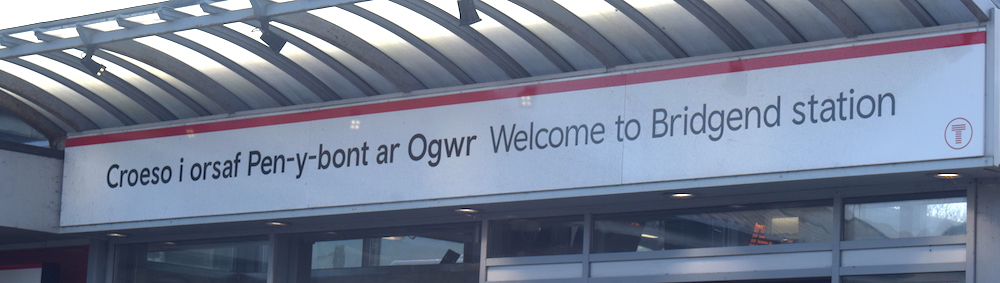 Croeso i orsaf Pen-y-bont ar Ogwr Welcome to Bridgend station
T